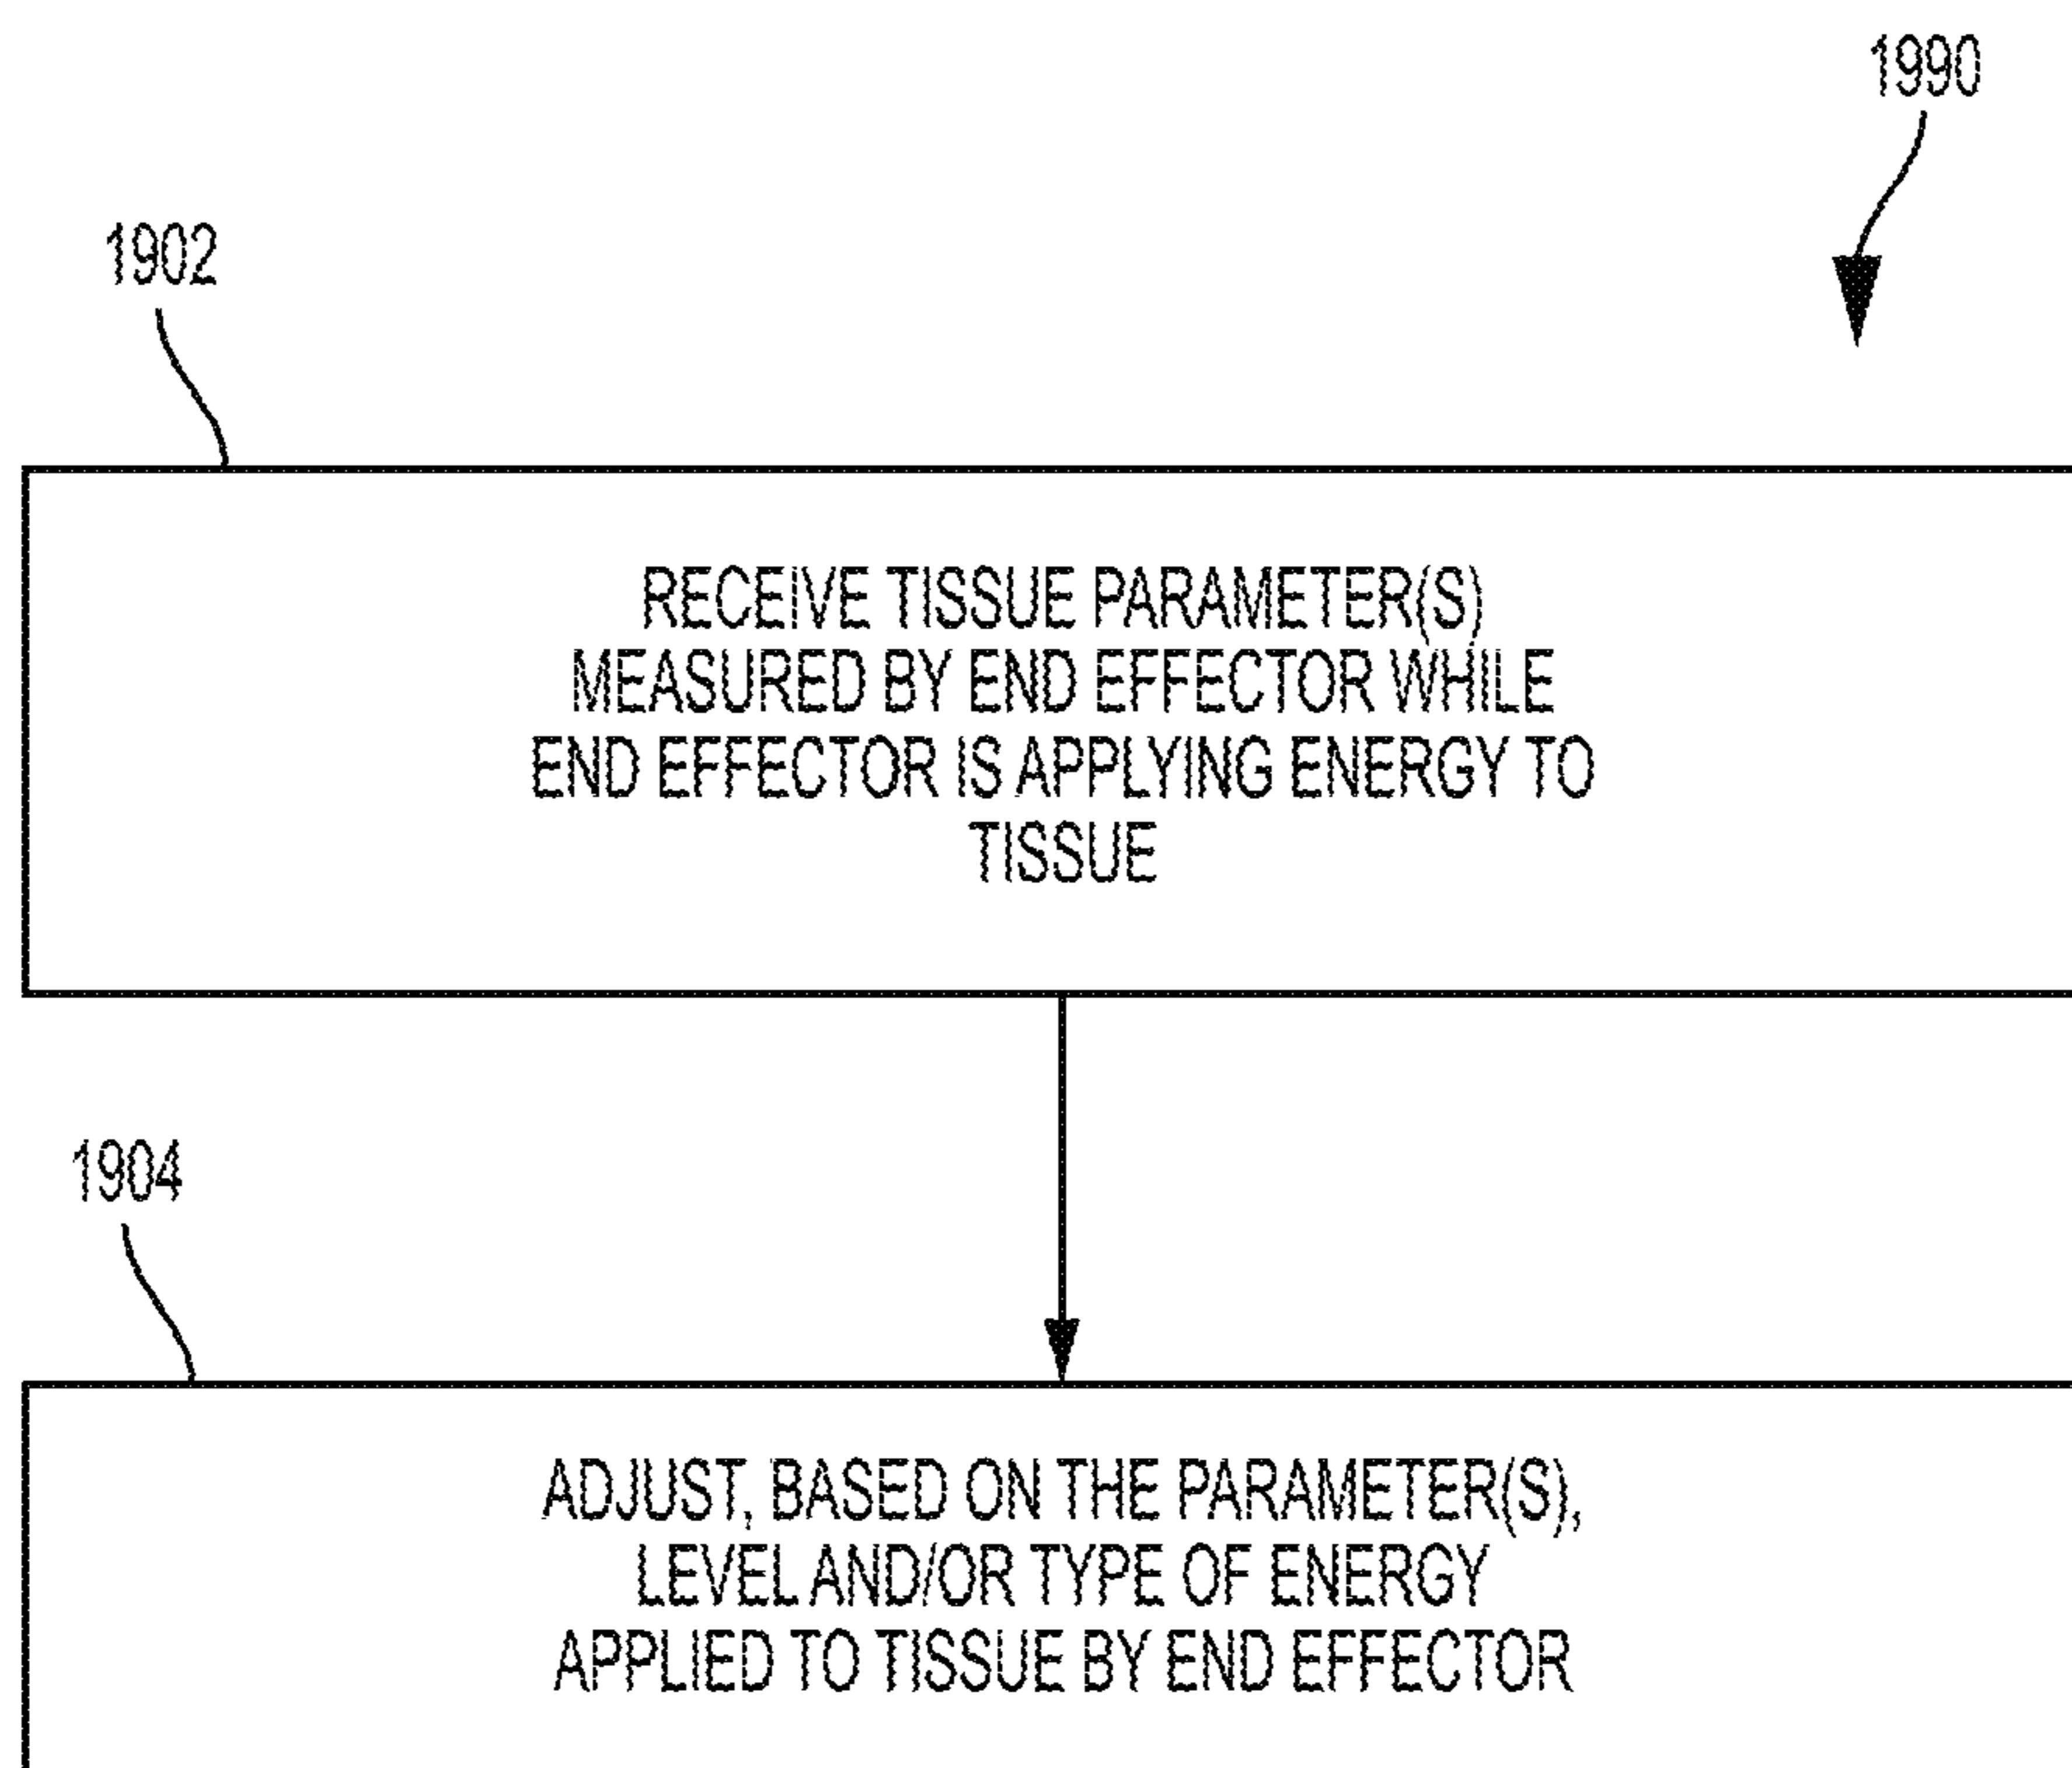 1990
1902
RECEIVE TISSUE PARAMETER(S)
MEASURED BY END EFFECTOR WHILE
END EFFECTOR IS APPLYING ENERGY TO
TISSUE
1904
ADJUST, BASED ON THE PARAMETER(S),
LEVEL AND/OR TYPE OF ENERGY
APPLIED TO TISSUE BY END EFFECTOR